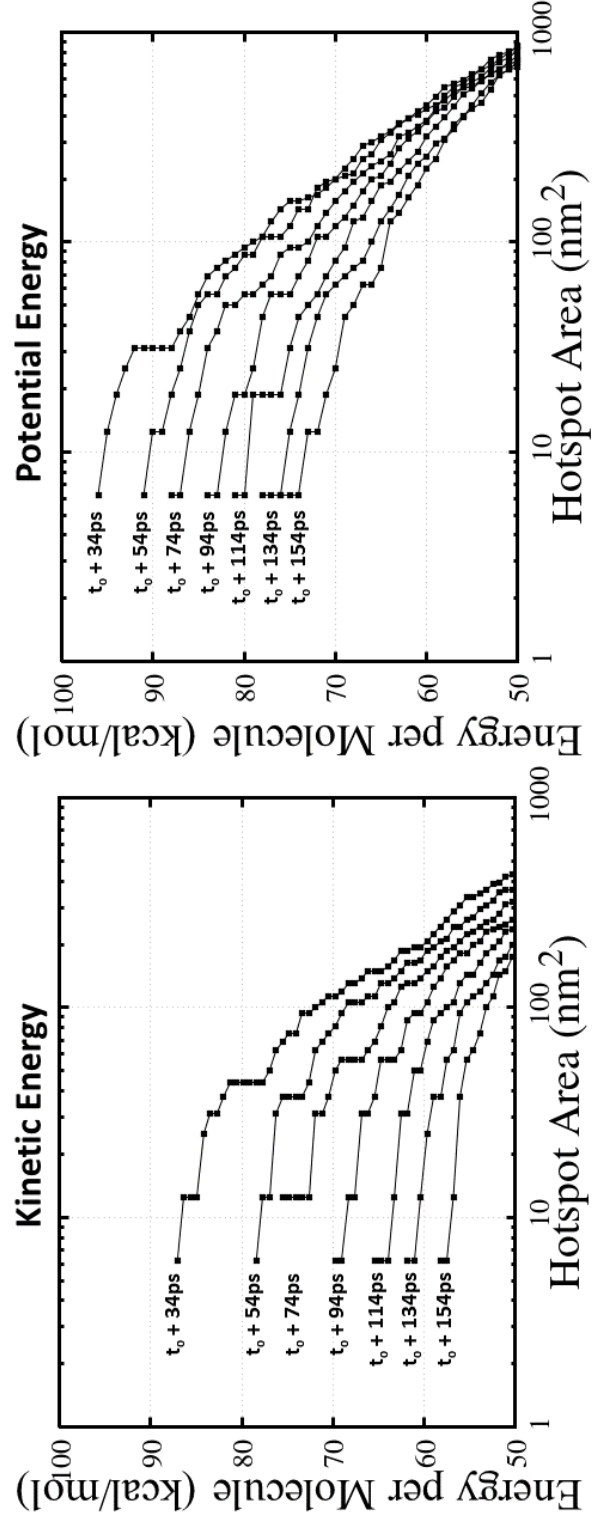 Kinetic Energy
Energy per Molecule (kcal/mol)
100
90
80
70
60
50
t₀ + 34ps
t₀ + 54ps
t₀ + 74ps
t₀ + 94ps
t₀ + 114ps
t₀ + 134ps
t₀ + 154ps
1
10
100
1000
Hotspot Area (nm²)
Potential Energy
Energy per Molecule (kcal/mol)
100
90
80
70
60
50
t₀ + 34ps
t₀ + 54ps
t₀ + 74ps
t₀ + 94ps
t₀ + 114ps
t₀ + 134ps
t₀ + 154ps
1
10
100
1000
Hotspot Area (nm²)